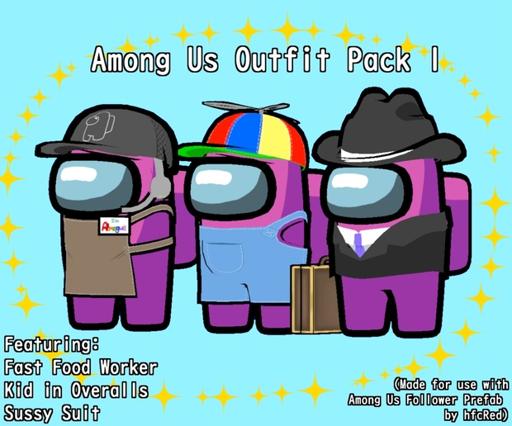 Among Us Outfit Pack 1
Featuring:
Fast Food Worker
Kid in Overalls
Sussy Suit
(Made for use with
Among Us Follower Prefab
by hfcRed)